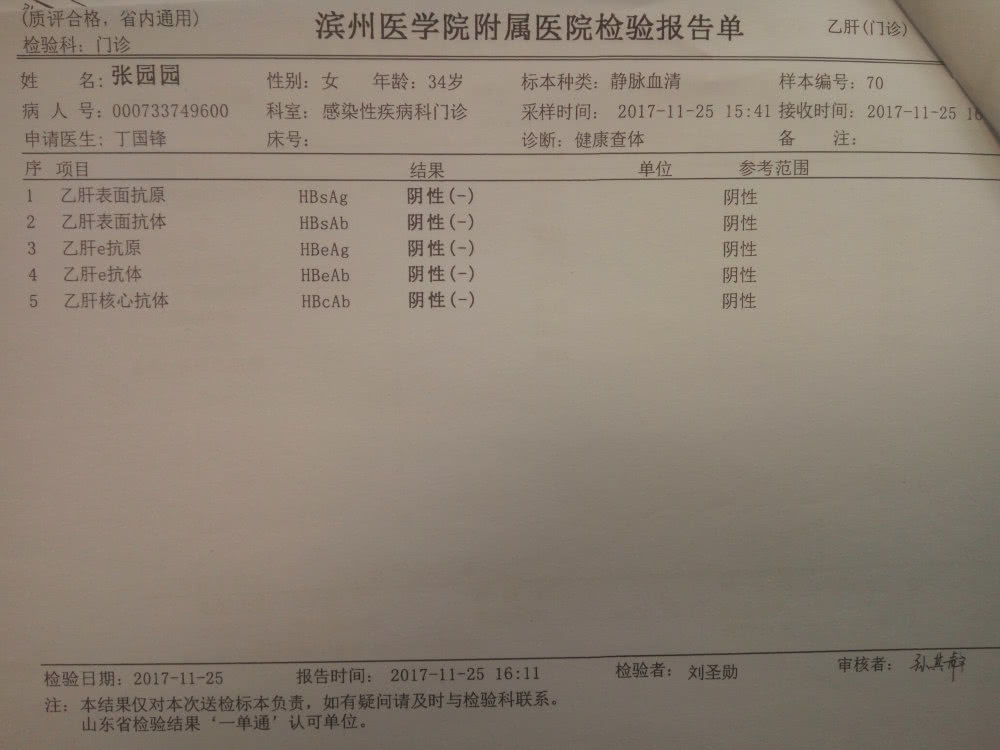 (质评合格，省内通用)
滨州医学院附属医院检验报告单
乙肝(门诊)
检验科：门诊
姓 名：张园园 性别：女 年龄：34岁 标本种类：静脉血清 样本编号：70
病 人 号：000733749600 科室：感染性疾病科门诊 采样时间： 2017-11-25 15:41 接收时间：2017-11-25 16
申请医生：丁国锋 床号： 诊断：健康查体 备 注：
序 项目 结果 单位 参考范围
1 乙肝表面抗原 HBsAg 阴性(-) 阴性
2 乙肝表面抗体 HBsAb 阴性(-) 阴性
3 乙肝e抗原 HBeAg 阴性(-) 阴性
4 乙肝e抗体 HBeAb 阴性(-) 阴性
5 乙肝核心抗体 HBcAb 阴性(-) 阴性
检验日期：2017-11-25 报告时间： 2017-11-25 16:11 检验者： 刘圣勋 审核者：
注：本结果仅对本次送检标本负责，如有疑问请及时与检验科联系。
山东省检验结果‘一单通’认可单位。